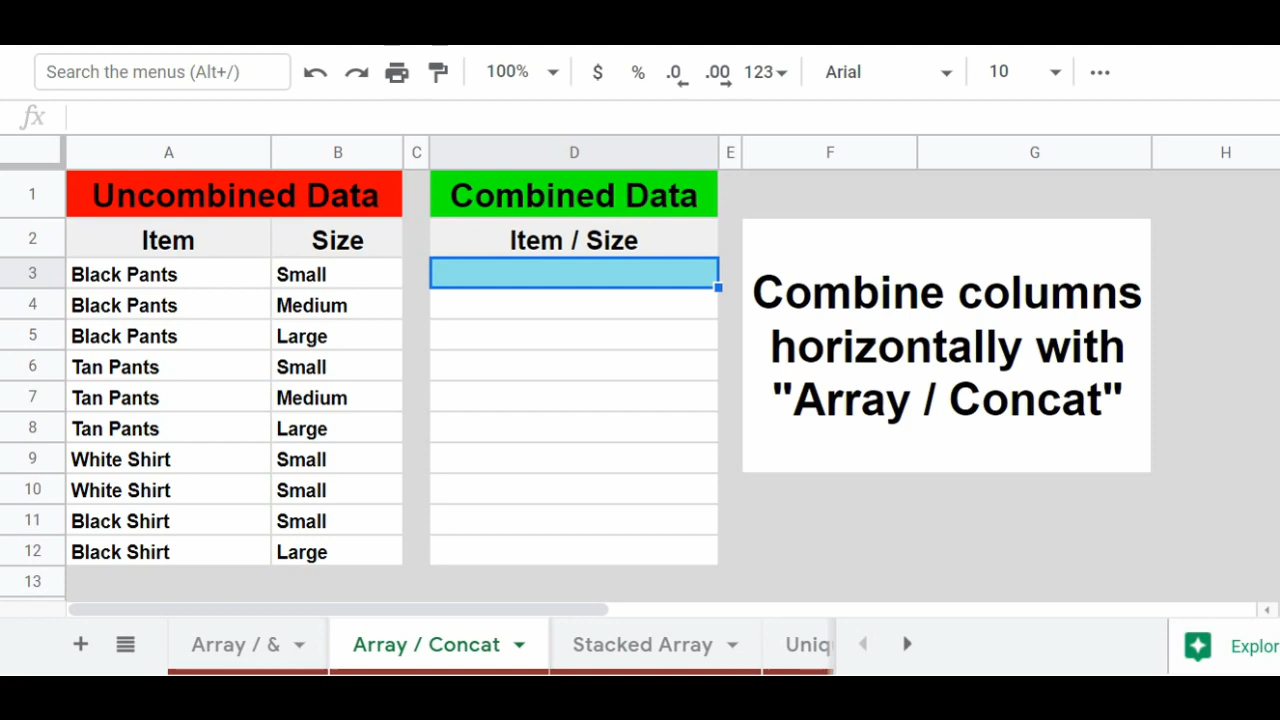 Search the menus (Alt+/) 100% $ % .0 .00 123 Arial 10
fx
A B C D E F G H
1 Uncombined Data Combined Data
2 Item Size Item / Size
3 Black Pants Small
4 Black Pants Medium
5 Black Pants Large
6 Tan Pants Small
7 Tan Pants Medium
8 Tan Pants Large
9 White Shirt Small
10 White Shirt Small
11 Black Shirt Small
12 Black Shirt Large
13
Combine columns
horizontally with
"Array / Concat"
+ Array / & Array / Concat Stacked Array Uniq Explor